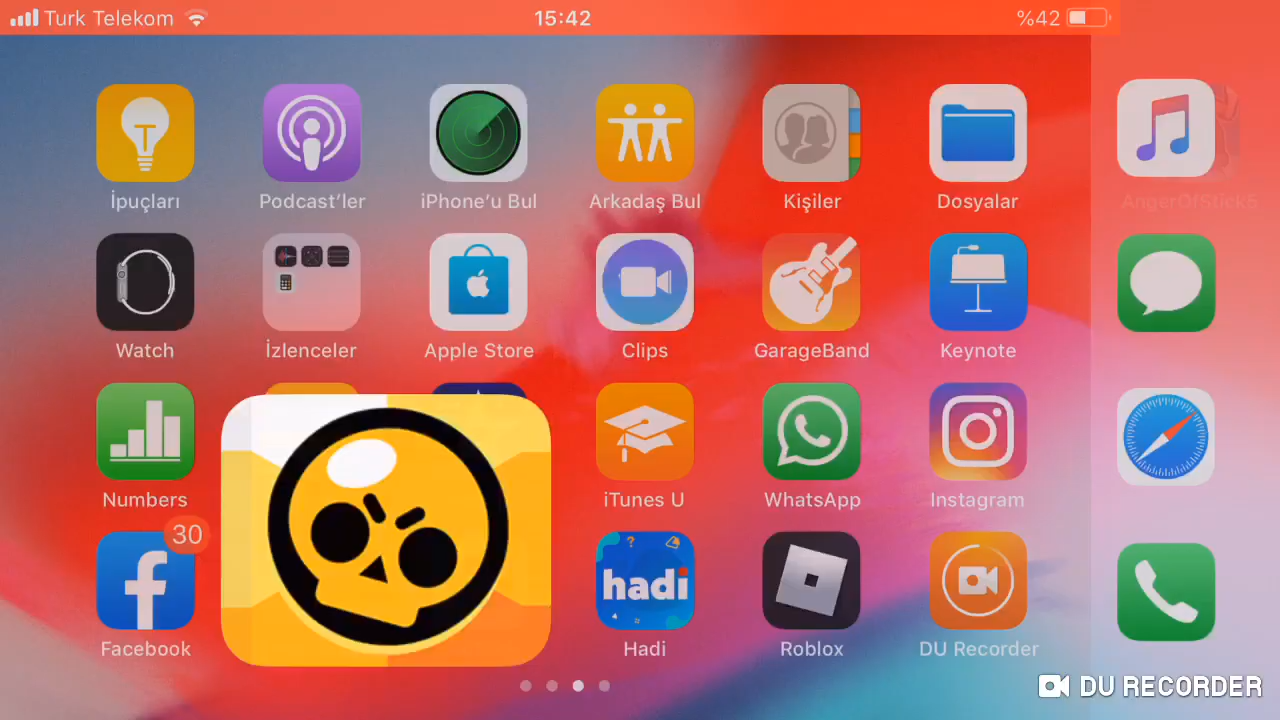 Turk Telekom
15:42
%42
İpuçları
Podcast'ler
iPhone'u Bul
Arkadaş Bul
Kişiler
Dosyalar
AngerOfStick5
Watch
İzlenceler
Apple Store
Clips
GarageBand
Keynote
Numbers
iTunes U
WhatsApp
Instagram
30
hadi
Facebook
Hadi
Roblox
DU Recorder
DU RECORDER